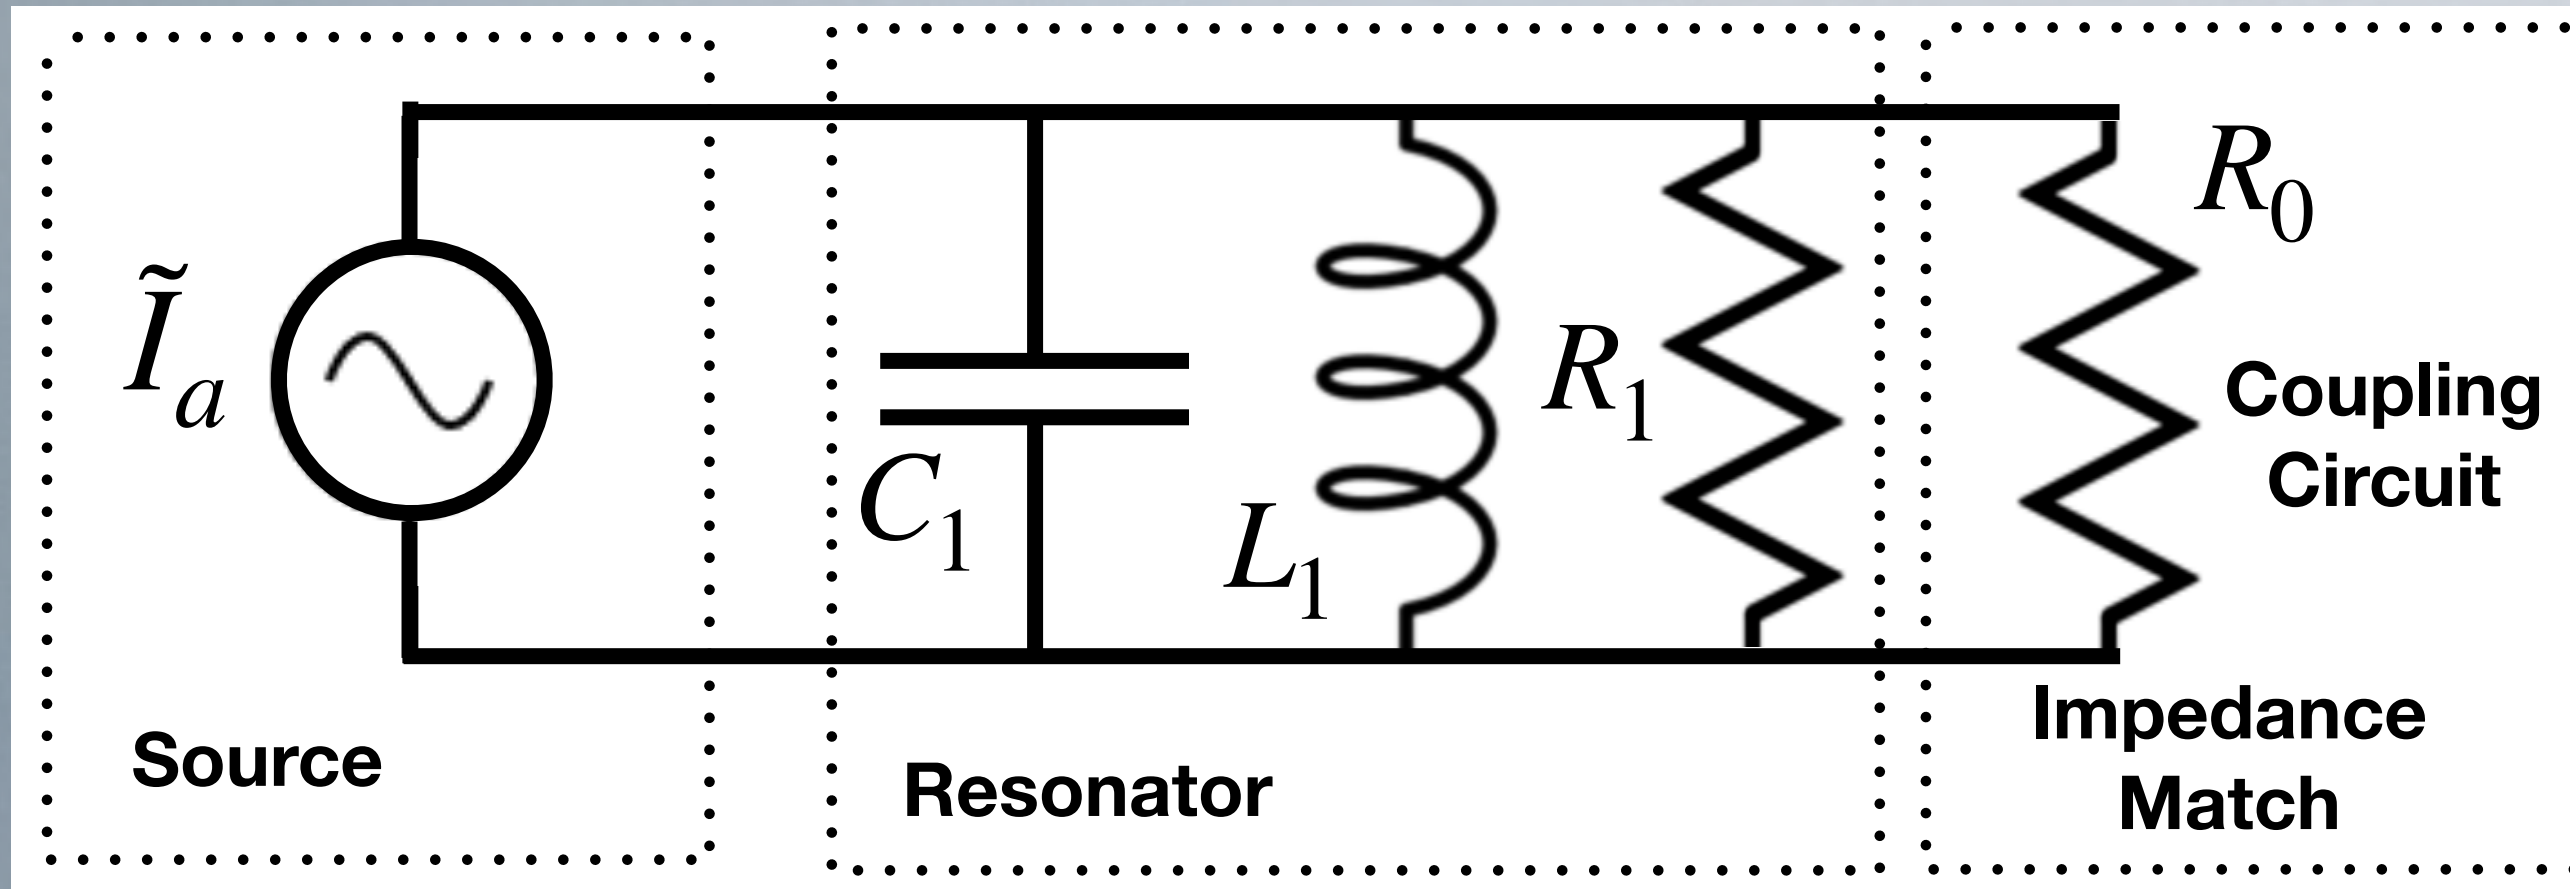 Ĩₐ
Source
C₁
L₁
R₁
Resonator
R₀
Coupling
Circuit
Impedance
Match